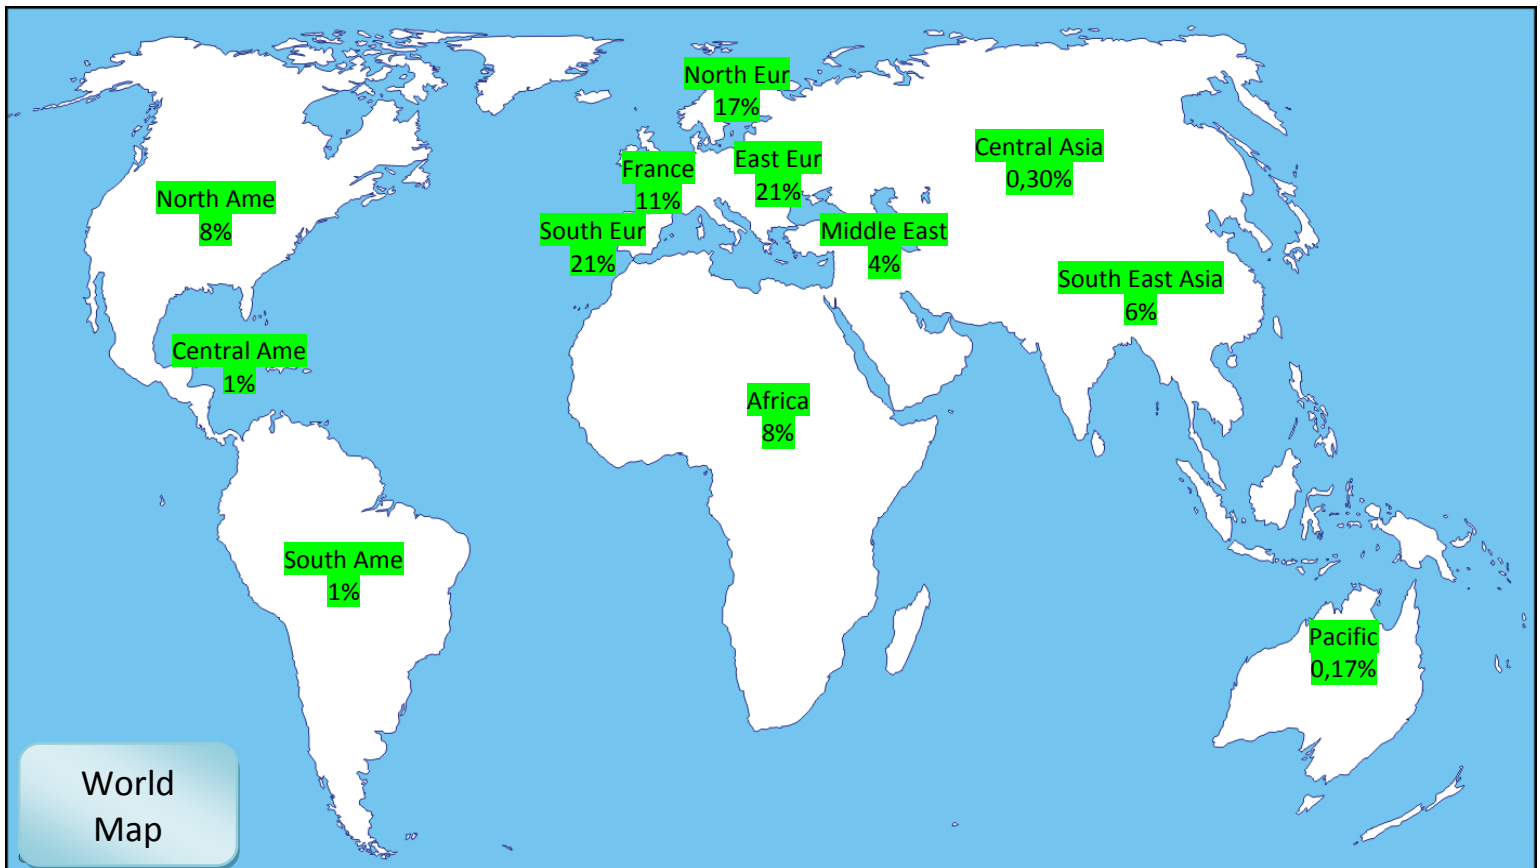 North Eur
17%
Central Asia
0,30%
East Eur
21%
France
11%
North Ame
8%
South Eur
21%
Middle East
4%
South East Asia
6%
Central Ame
1%
Africa
8%
South Ame
1%
Pacific
0,17%
World
Map